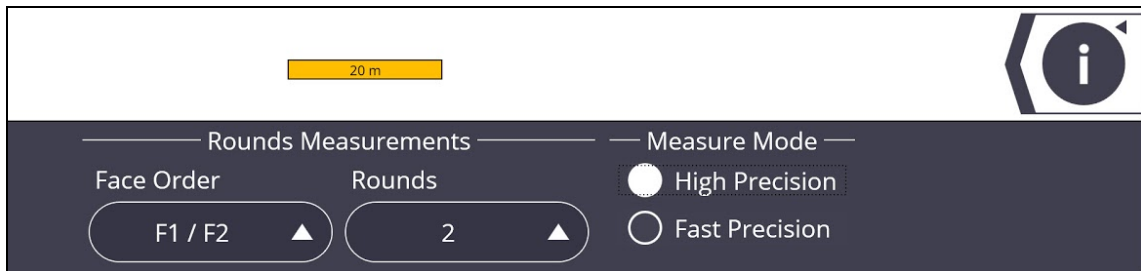 20 m
i
Rounds Measurements
Measure Mode
Face Order
Rounds
High Precision
F1 / F2
2
Fast Precision